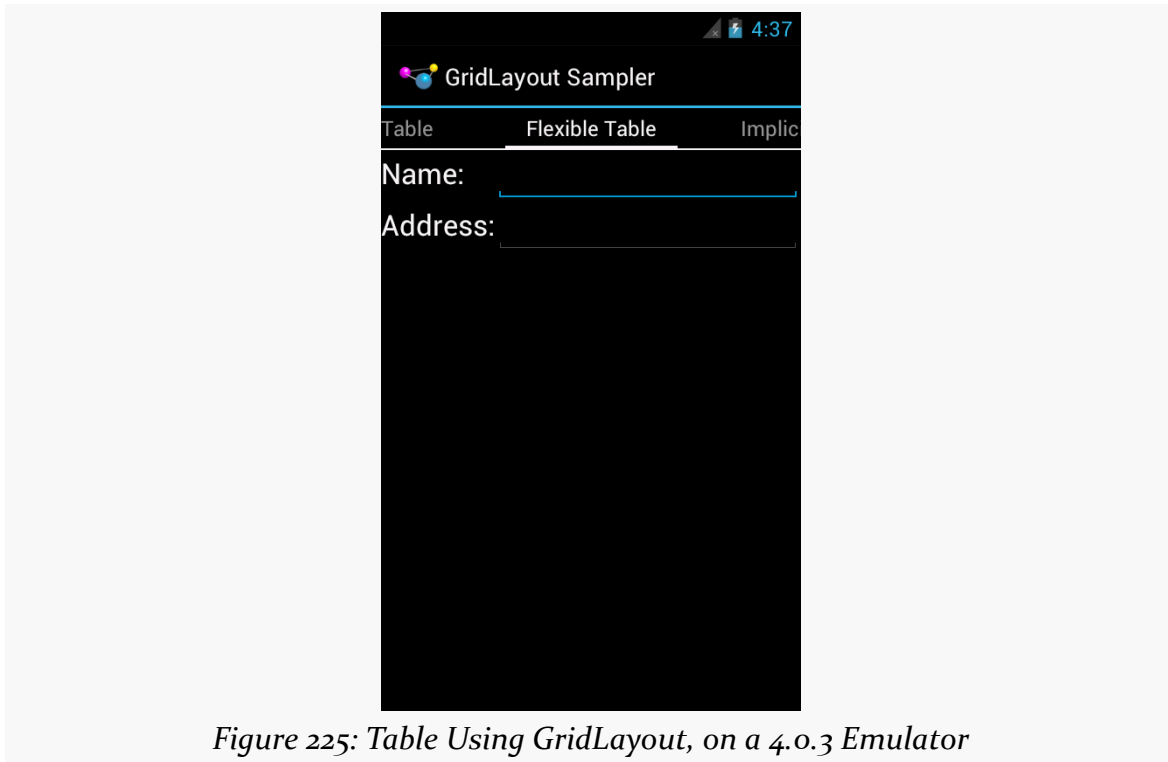 4:37
GridLayout Sampler
Table Flexible Table Implici
Name:
Address:
Figure 225: Table Using GridLayout, on a 4.0.3 Emulator